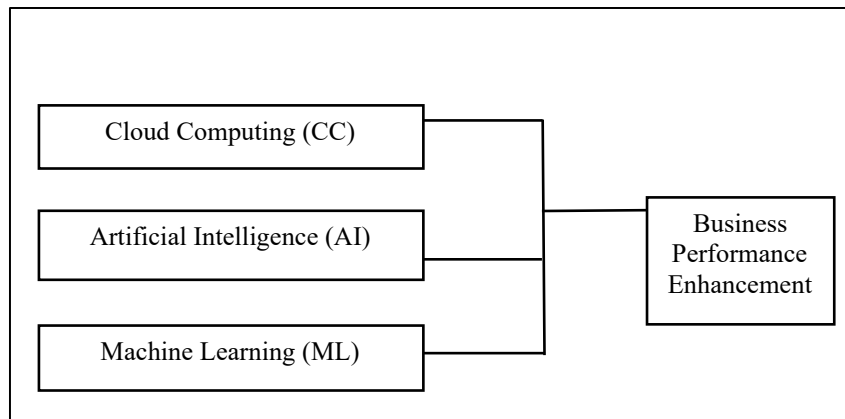 Cloud Computing (CC)
Artificial Intelligence (AI)
Machine Learning (ML)
Business
Performance
Enhancement